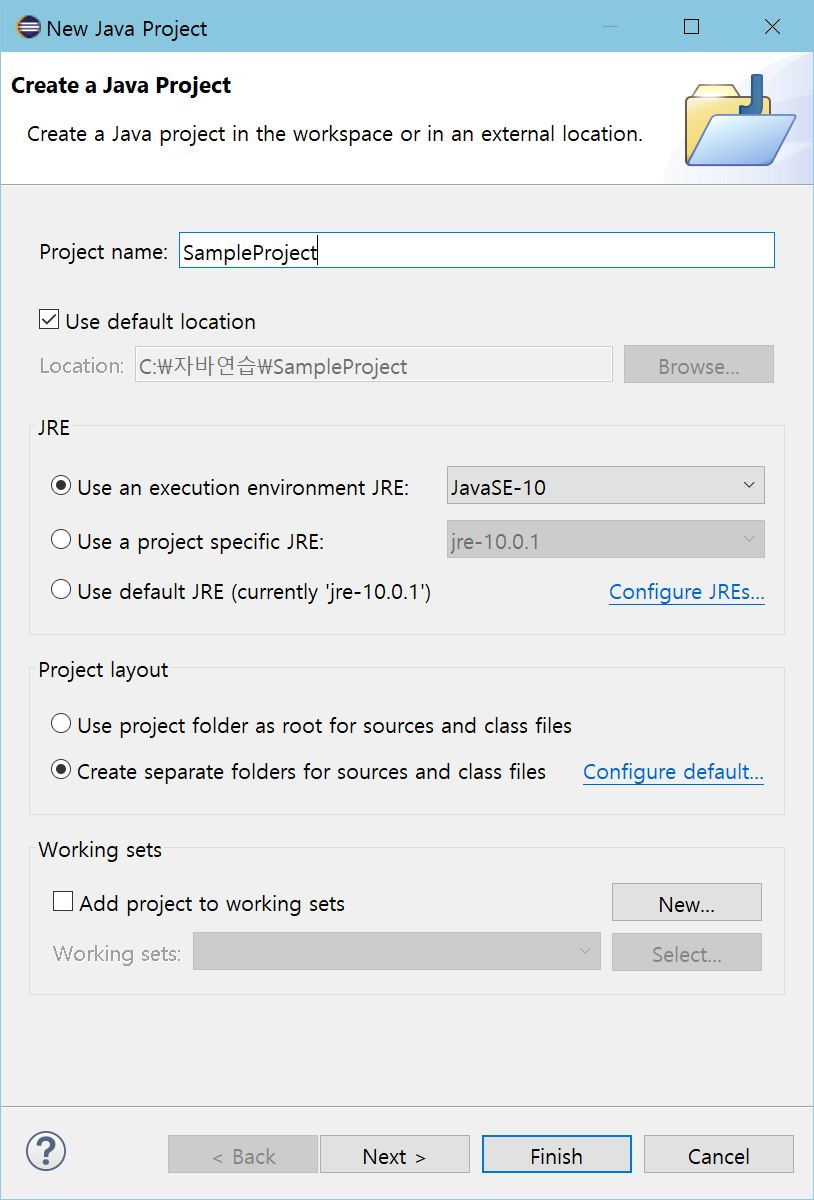 New Java Project
Create a Java Project
Create a Java project in the workspace or in an external location.
Project name: SampleProject
Use default location
Location: C:₩자바연습₩SampleProject Browse...
JRE
Use an execution environment JRE: JavaSE-10
Use a project specific JRE: jre-10.0.1
Use default JRE (currently 'jre-10.0.1') Configure JREs...
Project layout
Use project folder as root for sources and class files
Create separate folders for sources and class files Configure default...
Working sets
Add project to working sets New...
Working sets: Select...
? < Back Next > Finish Cancel